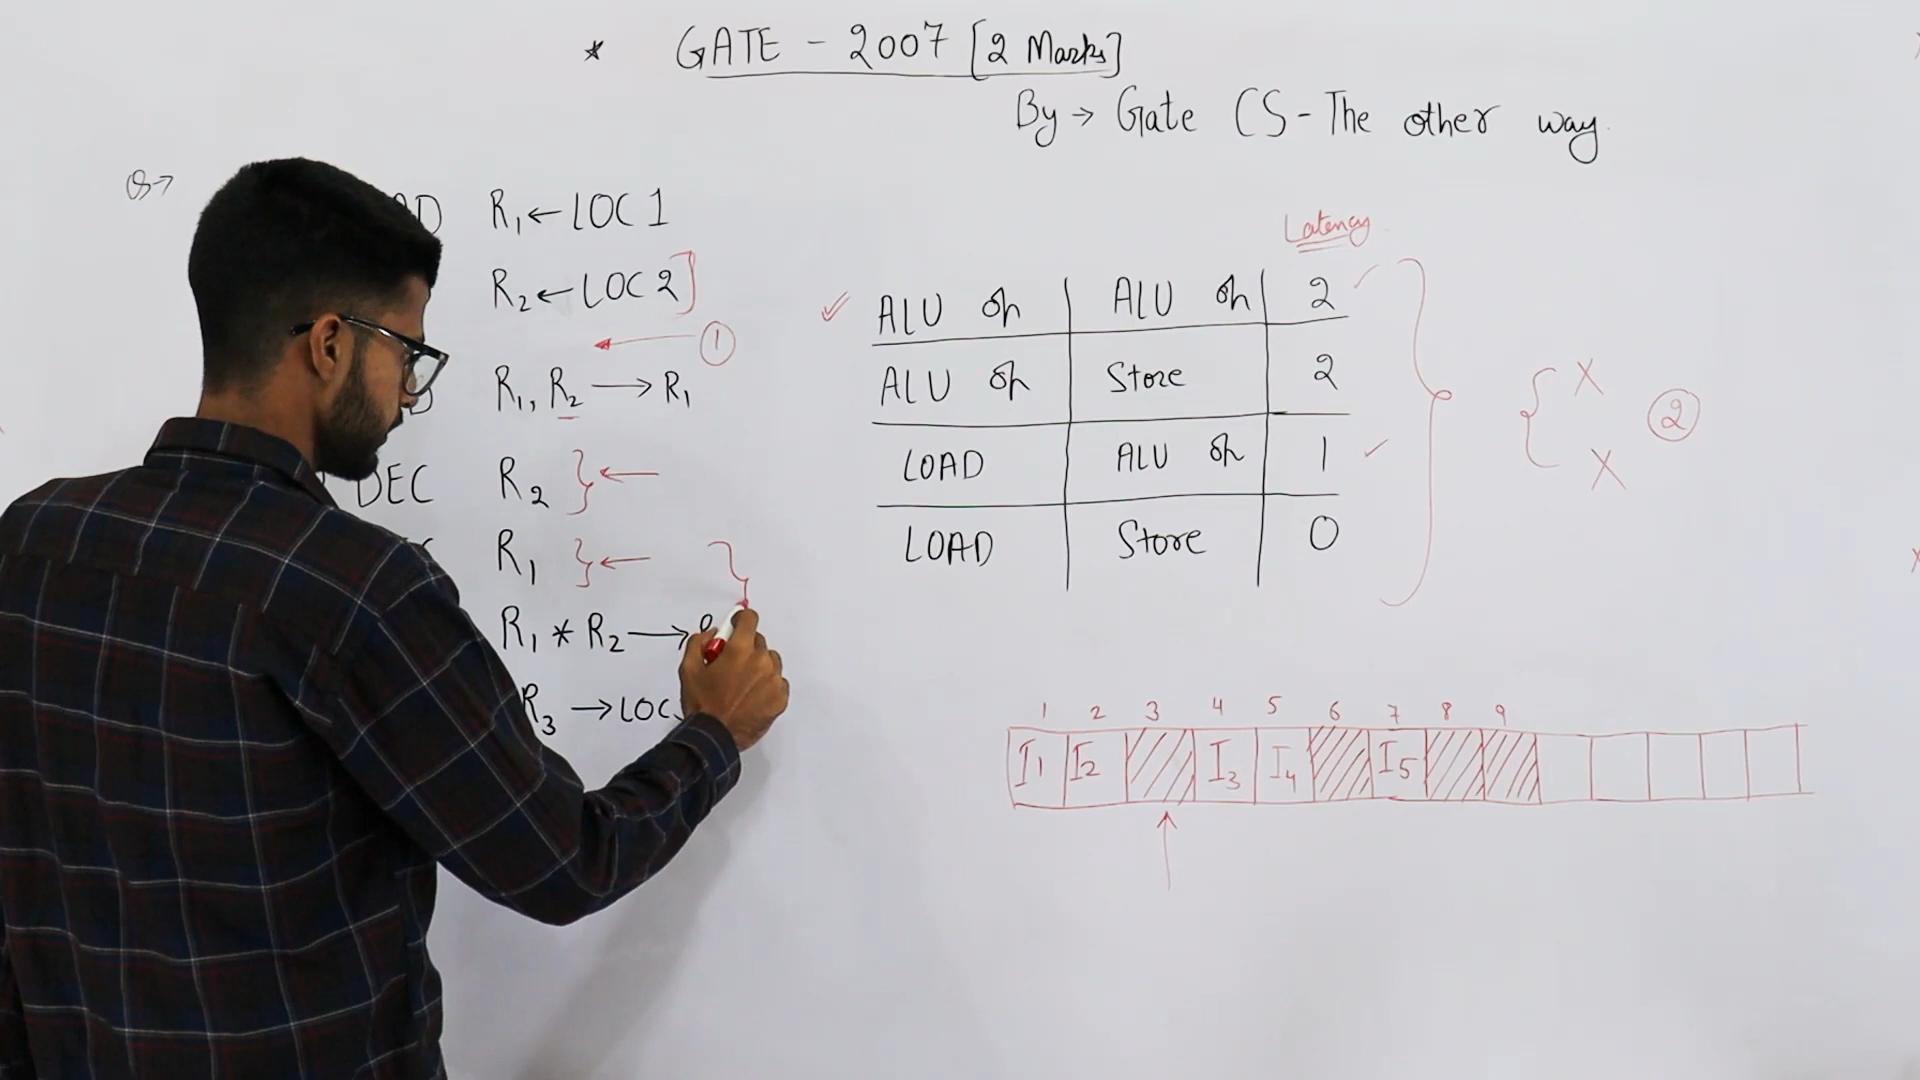 * GATE - 2007 [2 Marks]
By → Gate CS - The other way
Q→
R₁ ← LOC 1
R₂ ← LOC 2 ]
← ①
R₁, R₂ → R₁
DEC R₂ } ←
R₁ } ←
R₁ * R₂ →
R₃ → LOC
Latency
✓ ALU op | ALU op | 2 ✓
ALU op | Store | 2
LOAD | ALU op | 1 ✓
LOAD | Store | 0
{ X
X ②
1 2 3 4 5 6 7 8 9
I₁ I₂ I₃ I₄ I₅